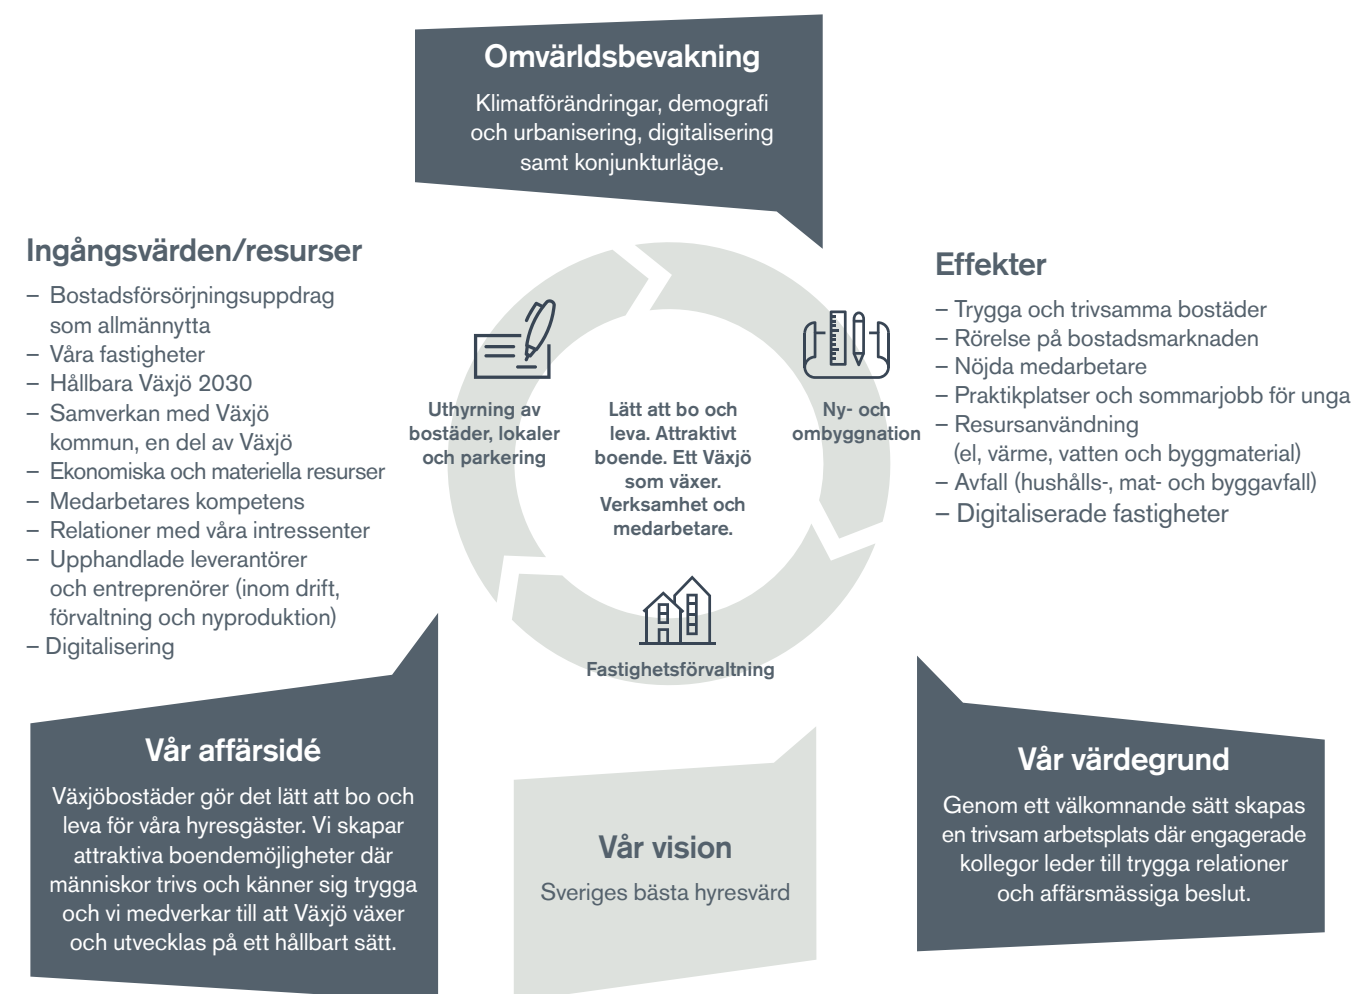 Omvärldsbevakning
Klimatförändringar, demografi
och urbanisering, digitalisering
samt konjunkturläge.
Ingångsvärden/resurser
– Bostadsförsörjningsuppdrag
som allmännytta
– Våra fastigheter
– Hållbara Växjö 2030
– Samverkan med Växjö
kommun, en del av Växjö
– Ekonomiska och materiella resurser
– Medarbetares kompetens
– Relationer med våra intressenter
– Upphandlade leverantörer
och entreprenörer (inom drift,
förvaltning och nyproduktion)
– Digitalisering
Uthyrning av
bostäder, lokaler
och parkering
Lätt att bo och
leva. Attraktivt
boende. Ett Växjö
som växer.
Verksamhet och
medarbetare.
Ny- och
ombyggnation
Fastighetsförvaltning
Effekter
– Trygga och trivsamma bostäder
– Rörelse på bostadsmarknaden
– Nöjda medarbetare
– Praktikplatser och sommarjobb för unga
– Resursanvändning
(el, värme, vatten och byggmaterial)
– Avfall (hushålls-, mat- och byggavfall)
– Digitaliserade fastigheter
Vår affärsidé
Växjöbostäder gör det lätt att bo och
leva för våra hyresgäster. Vi skapar
attraktiva boendemöjligheter där
människor trivs och känner sig trygga
och vi medverkar till att Växjö växer
och utvecklas på ett hållbart sätt.
Vår vision
Sveriges bästa hyresvärd
Vår värdegrund
Genom ett välkomnande sätt skapas
en trivsam arbetsplats där engagerade
kollegor leder till trygga relationer
och affärsmässiga beslut.